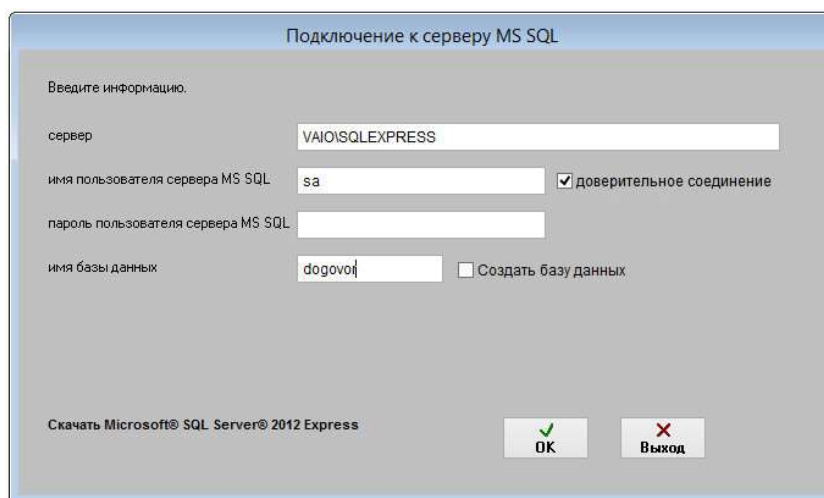 Подключение к серверу MS SQL
Введите информацию.
сервер VAIO\SQLEXPRESS
имя пользователя сервера MS SQL sa доверительное соединение
пароль пользователя сервера MS SQL
имя базы данных dogovor Создать базу данных
Скачать Microsoft® SQL Server® 2012 Express
OK
Выход